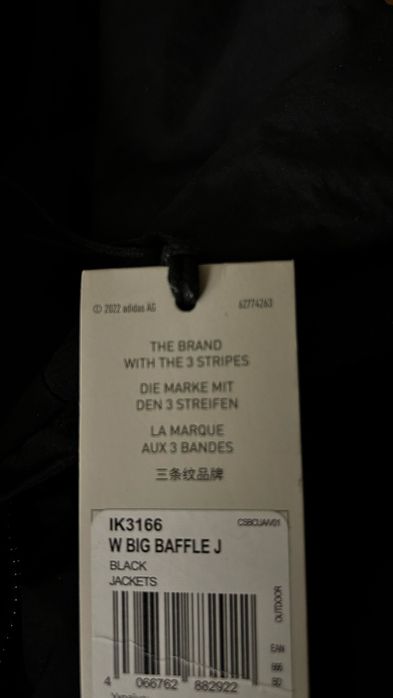 © 2022 adidas AG 62774263
THE BRAND
WITH THE 3 STRIPES
DIE MARKE MIT
DEN 3 STREIFEN
LA MARQUE
AUX 3 BANDES
三条纹品牌
IK3166
W BIG BAFFLE J
BLACK
JACKETS
OUTDOOR
EAN
4 066762 882922